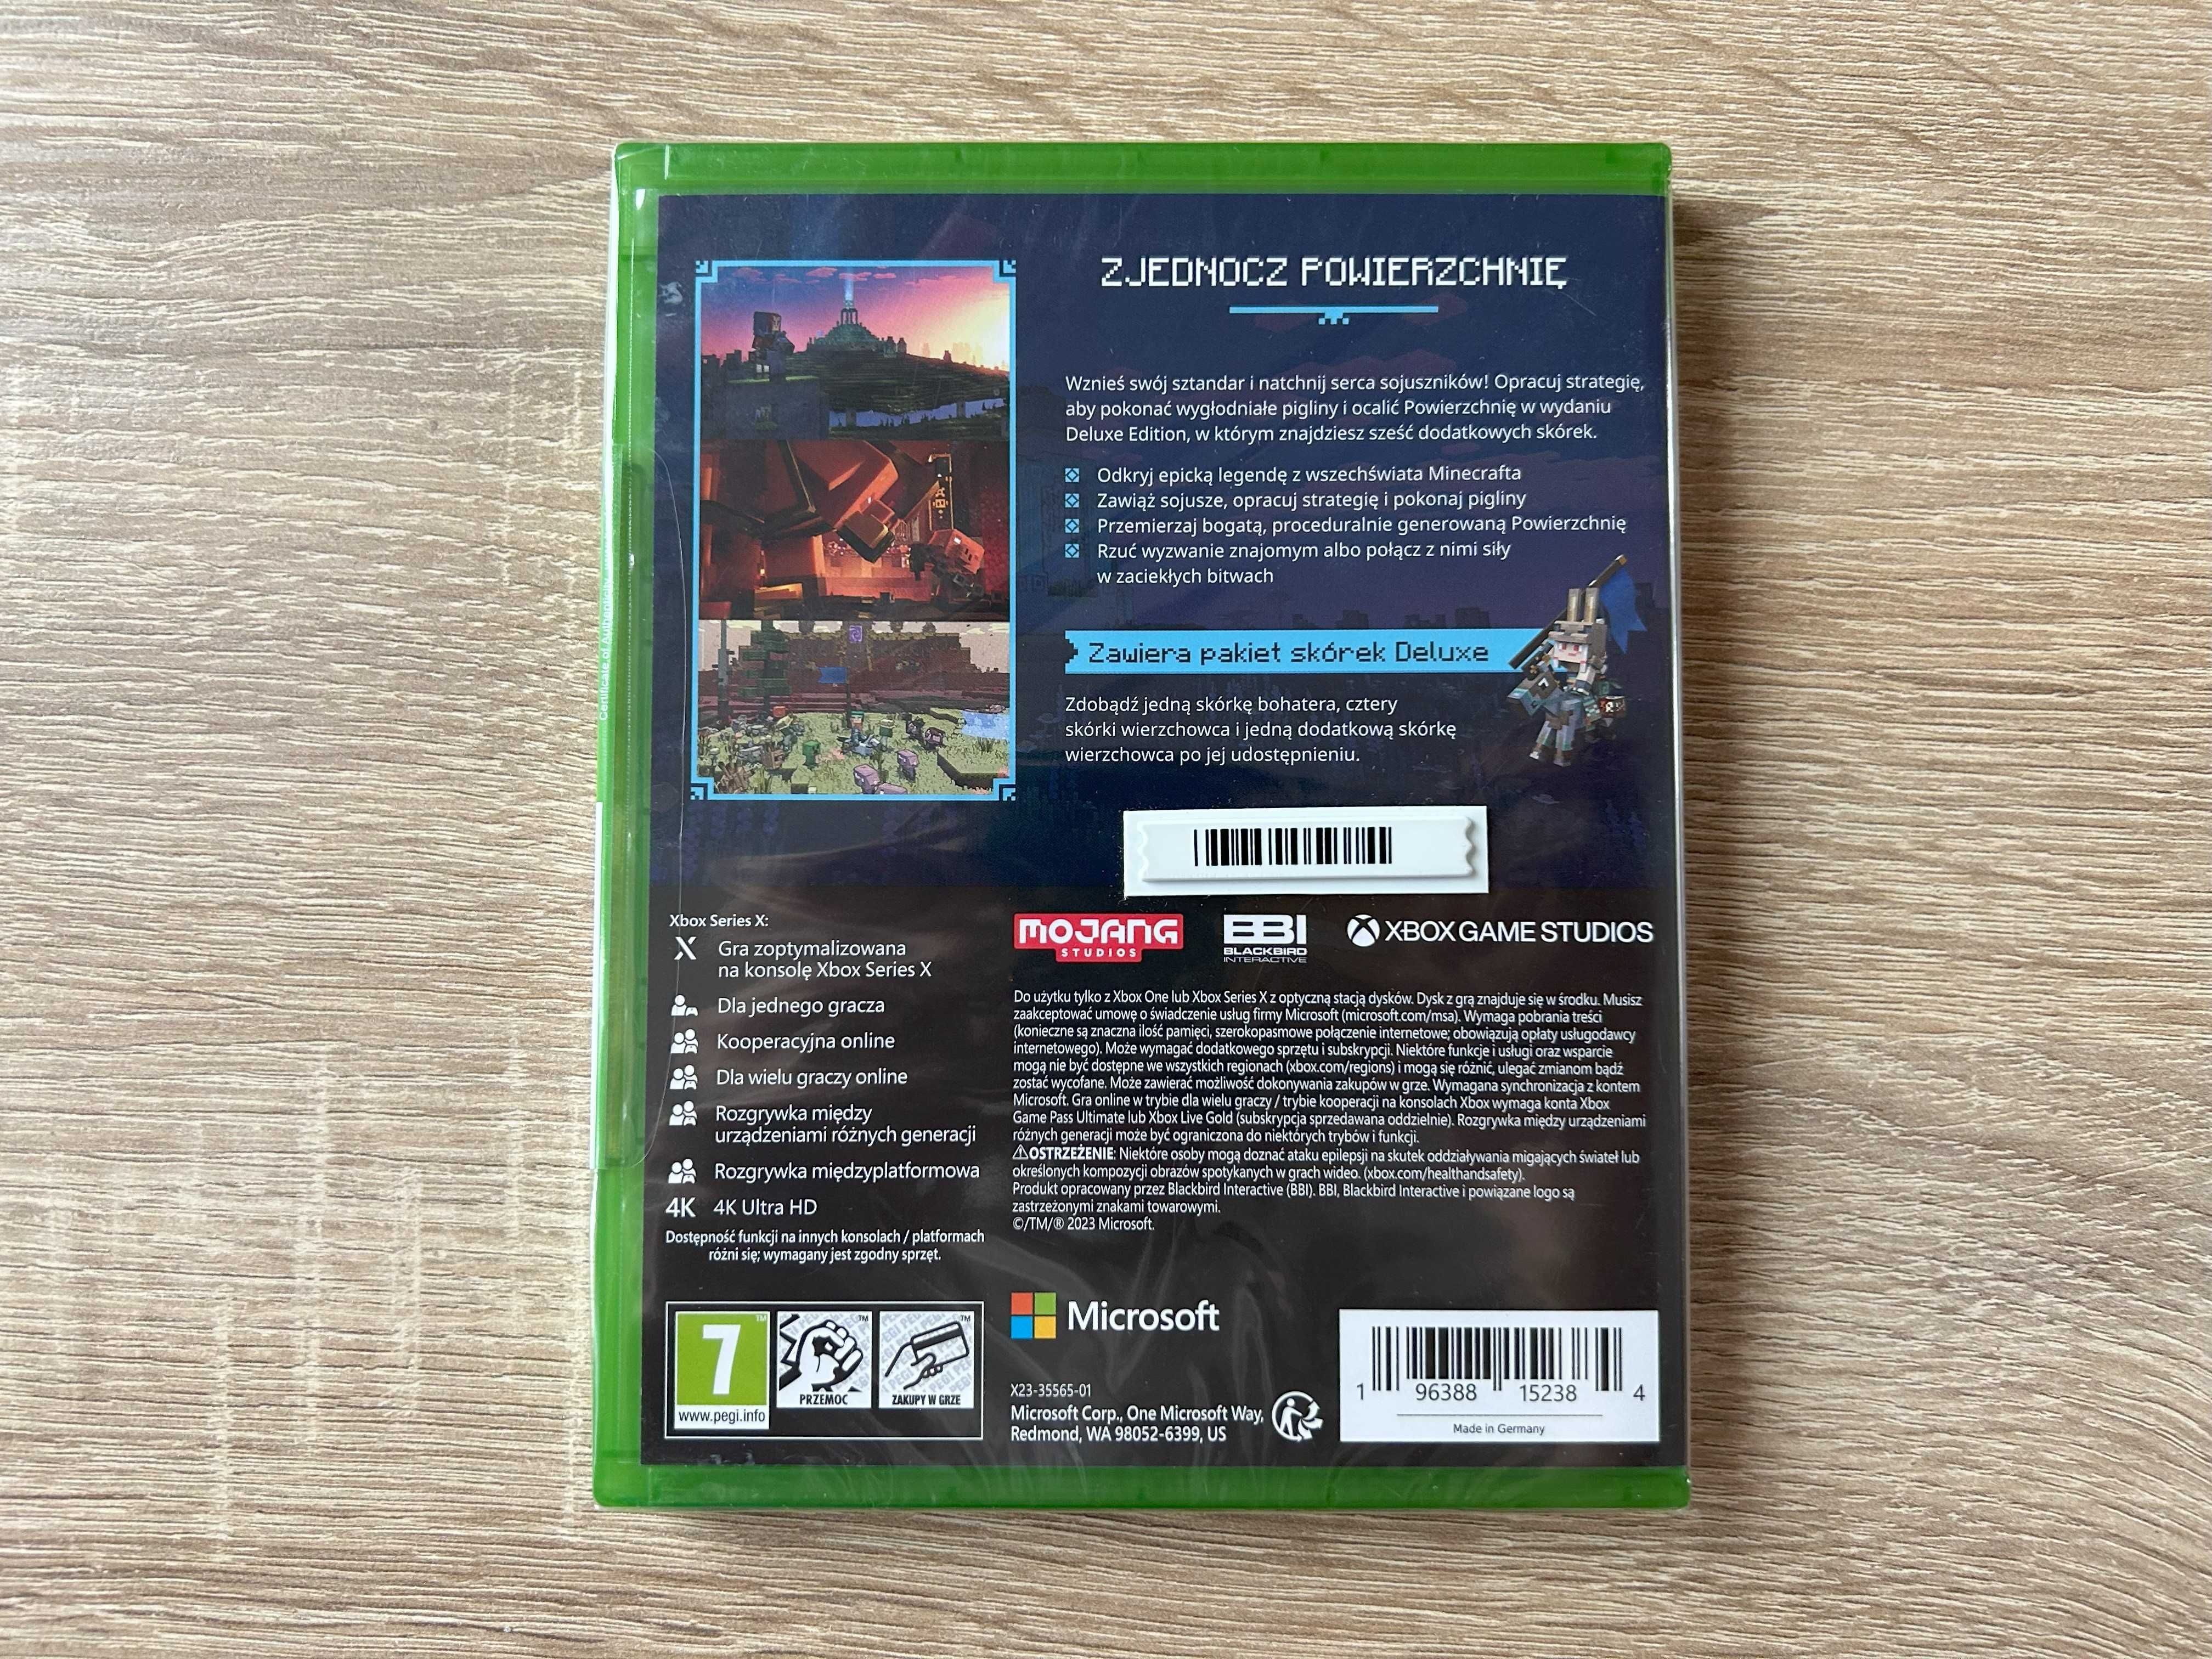 ZJEDNOCZ POWIERZCHNIĘ
Wznieś swój sztandar i natchnij serca sojuszników! Opracuj strategię,
aby pokonać wygłodniałe pigliny i ocalić Powierzchnię w wydaniu
Deluxe Edition, w którym znajdziesz sześć dodatkowych skórek.
Odkryj epicką legendę z wszechświata Minecrafta
Zawiąż sojusze, opracuj strategię i pokonaj pigliny
Przemierzaj bogatą, proceduralnie generowaną Powierzchnię
Rzuć wyzwanie znajomym albo połącz z nimi siły
w zaciekłych bitwach
Zawiera pakiet skórek Deluxe
Zdobądź jedną skórkę bohatera, cztery
skórki wierzchowca i jedną dodatkową skórkę
wierzchowca po jej udostępnieniu.
Certificate of Authenticity
Xbox Series X:
X Gra zoptymalizowana
na konsolę Xbox Series X
Dla jednego gracza
Kooperacyjna online
Dla wielu graczy online
Rozgrywka między
urządzeniami różnych generacji
Rozgrywka międzyplatformowa
4K 4K Ultra HD
Dostępność funkcji na innych konsolach / platformach
różni się; wymagany jest zgodny sprzęt.
MOJANG
STUDIOS
BBI
BLACKBIRD
INTERACTIVE
XBOX GAME STUDIOS
Do użytku tylko z Xbox One lub Xbox Series X z optyczną stacją dysków. Dysk z grą znajduje się w środku. Musisz
zaakceptować umowę o świadczenie usług firmy Microsoft (microsoft.com/msa). Wymaga pobrania treści
(konieczne są znaczna ilość pamięci, szerokopasmowe połączenie internetowe; obowiązują opłaty usługodawcy
internetowego). Może wymagać dodatkowego sprzętu i subskrypcji. Niektóre funkcje i usługi oraz wsparcie
mogą nie być dostępne we wszystkich regionach (xbox.com/regions) i mogą się różnić, ulegać zmianom bądź
zostać wycofane. Może zawierać możliwość dokonywania zakupów w grze. Wymagana synchronizacja z kontem
Microsoft. Gra online w trybie dla wielu graczy / trybie kooperacji na konsolach Xbox wymaga konta Xbox
Game Pass Ultimate lub Xbox Live Gold (subskrypcja sprzedawana oddzielnie). Rozgrywka między urządzeniami
różnych generacji może być ograniczona do niektórych trybów i funkcji.
⚠OSTRZEŻENIE: Niektóre osoby mogą doznać ataku epilepsji na skutek oddziaływania migających świateł lub
określonych kompozycji obrazów spotykanych w grach wideo. (xbox.com/healthandsafety).
Produkt opracowany przez Blackbird Interactive (BBI). BBI, Blackbird Interactive i powiązane logo są
zastrzeżonymi znakami towarowymi.
©/TM/® 2023 Microsoft.
7
www.pegi.info
PRZEMOC
ZAKUPY W GRZE
Microsoft
X23-35565-01
Microsoft Corp., One Microsoft Way,
Redmond, WA 98052-6399, US
1 96388 15238 4
Made in Germany